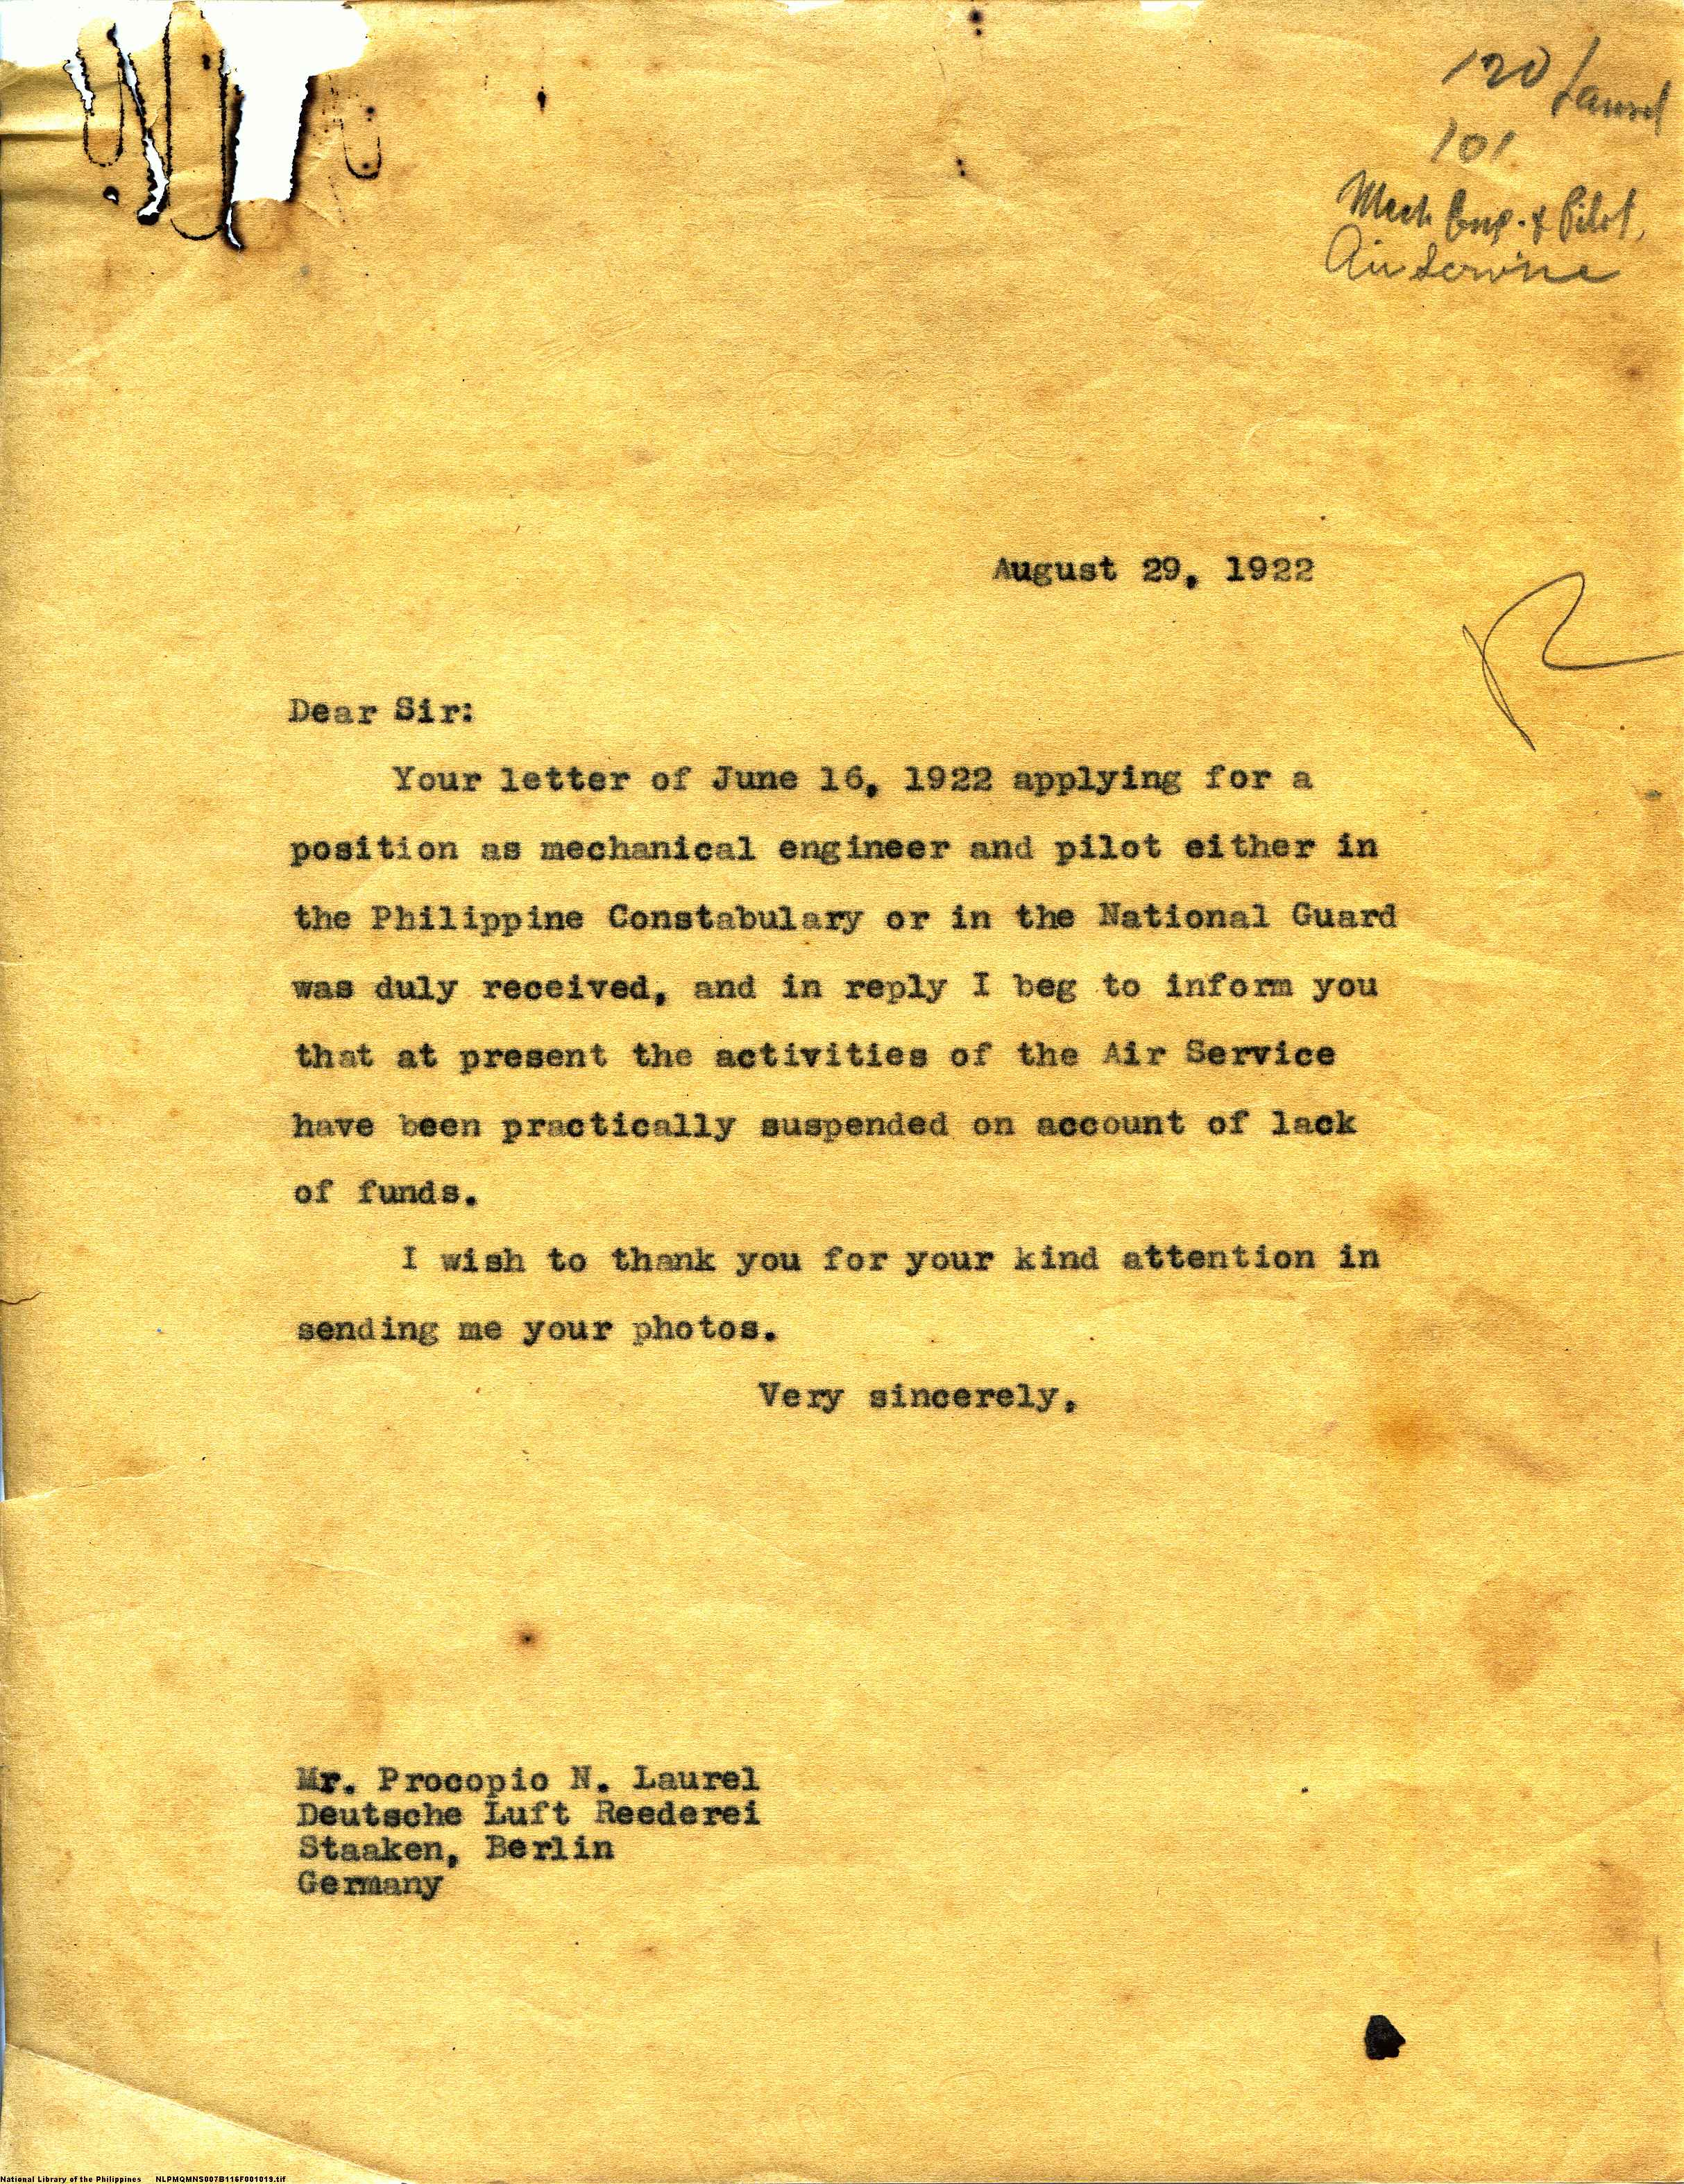 120 Laurel
101
Mech Eng. & Pilot,
Air Service
August 29, 1922
Dear Sir:
Your letter of June 16, 1922 applying for a
position as mechanical engineer and pilot either in
the Philippine Constabulary or in the National Guard
was duly received, and in reply I beg to inform you
that at present the activities of the Air Service
have been practically suspended on account of lack
of funds.
I wish to thank you for your kind attention in
sending me your photos.
Very sincerely,
Mr. Procopio N. Laurel
Deutsche Luft Reederei
Staaken, Berlin
Germany
National Library of the Philippines NLPMQMNS007B116F001019.tif